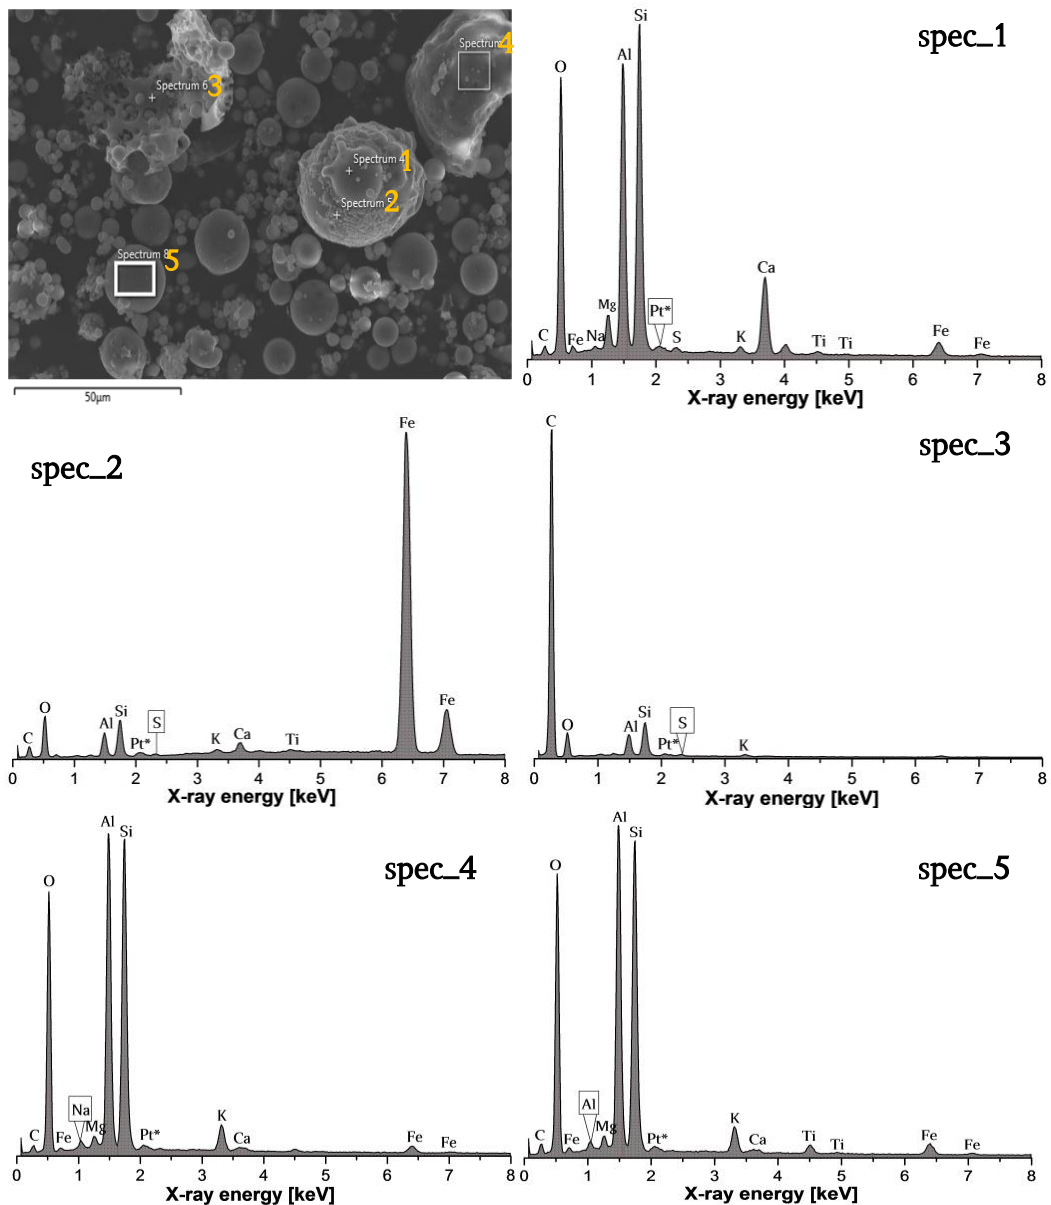 Spectrum 4
Spectrum 6 3
Spectrum 4 1
Spectrum 5 2
Spectrum 8 5
50μm
spec_1
Si
Al
O
Ca
Mg
Pt*
C
Fe
Na
S
K
Ti
Ti
Fe
Fe
0 1 2 3 4 5 6 7 8
X-ray energy [keV]
spec_2
Fe
Fe
O
Al
Si
S
C
Pt*
K
Ca
Ti
0 1 2 3 4 5 6 7 8
X-ray energy [keV]
spec_3
C
O
Al
Si
S
Pt*
K
0 1 2 3 4 5 6 7 8
X-ray energy [keV]
spec_4
Al
Si
O
Na
C
Fe
Mg
Pt*
K
Ca
Fe
Fe
0 1 2 3 4 5 6 7 8
X-ray energy [keV]
spec_5
Al
Si
O
Al
C
Fe
Mg
Pt*
K
Ca
Ti
Ti
Fe
Fe
0 1 2 3 4 5 6 7 8
X-ray energy [keV]